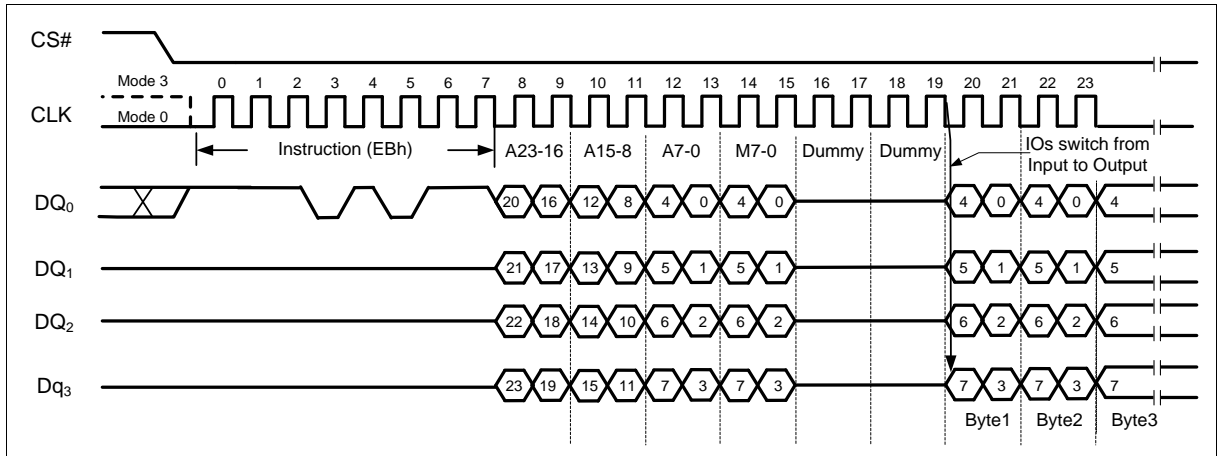 CS#
Mode 3 0 1 2 3 4 5 6 7 8 9 10 11 12 13 14 15 16 17 18 19 20 21 22 23
CLK Mode 0
Instruction (EBh) A23-16 A15-8 A7-0 M7-0 Dummy Dummy IOs switch from
Input to Output
DQ0 20 16 12 8 4 0 4 0 4 0 4 0 4
DQ1 21 17 13 9 5 1 5 1 5 1 5 1 5
DQ2 22 18 14 10 6 2 6 2 6 2 6 2 6
Dq3 23 19 15 11 7 3 7 3 7 3 7 3 7
Byte1 Byte2 Byte3